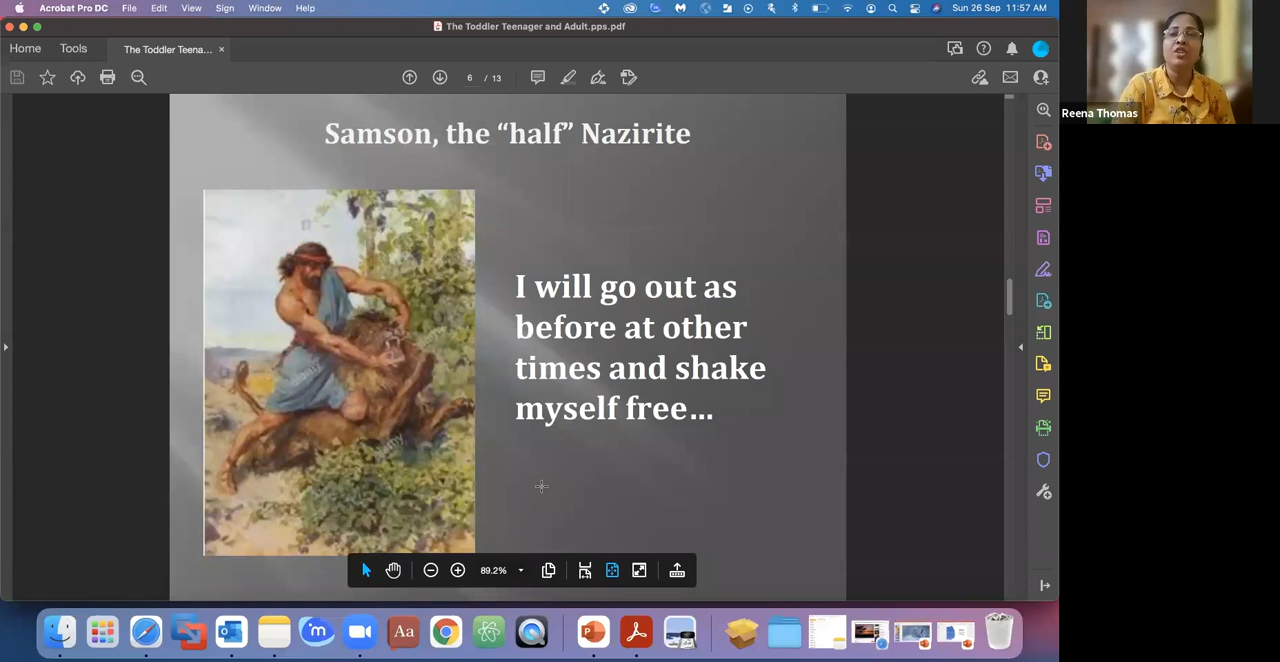 Acrobat Pro DC File Edit View Sign Window Help
Sun 26 Sep 11:57 AM
The Toddler Teenager and Adult.pps.pdf
Home Tools The Toddler Teena... ×
6 / 13
Reena Thomas
Samson, the “half” Nazirite
I will go out as
before at other
times and shake
myself free...
alamy
alamy
89.2%
Aa